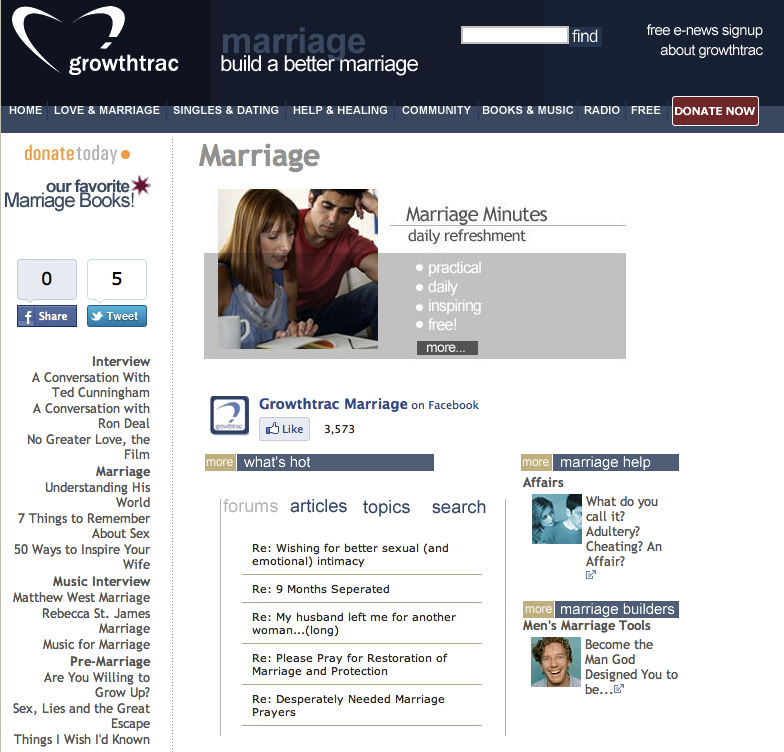 growthtrac
marriage
build a better marriage
find
free e-news signup
about growthtrac
HOME LOVE & MARRIAGE SINGLES & DATING HELP & HEALING COMMUNITY BOOKS & MUSIC RADIO FREE DONATE NOW
donatetoday
our favorite
Marriage Books!
0 5
Share Tweet
Interview
A Conversation With
Ted Cunningham
A Conversation with
Ron Deal
No Greater Love, the
Film
Marriage
Understanding His
World
7 Things to Remember
About Sex
50 Ways to Inspire Your
Wife
Music Interview
Matthew West Marriage
Rebecca St. James
Marriage
Music for Marriage
Pre-Marriage
Are You Willing to
Grow Up?
Sex, Lies and the Great
Escape
Things I Wish I'd Known
Marriage
Marriage Minutes
daily refreshment
practical
daily
inspiring
free!
more...
growthtrac
Growthtrac Marriage on Facebook
Like 3,573
more what's hot
forums articles topics search
Re: Wishing for better sexual (and
emotional) intimacy
Re: 9 Months Seperated
Re: My husband left me for another
woman...(long)
Re: Please Pray for Restoration of
Marriage and Protection
Re: Desperately Needed Marriage
Prayers
more marriage help
Affairs
What do you
call it?
Adultery?
Cheating? An
Affair?
more marriage builders
Men's Marriage Tools
Become the
Man God
Designed You to
be...